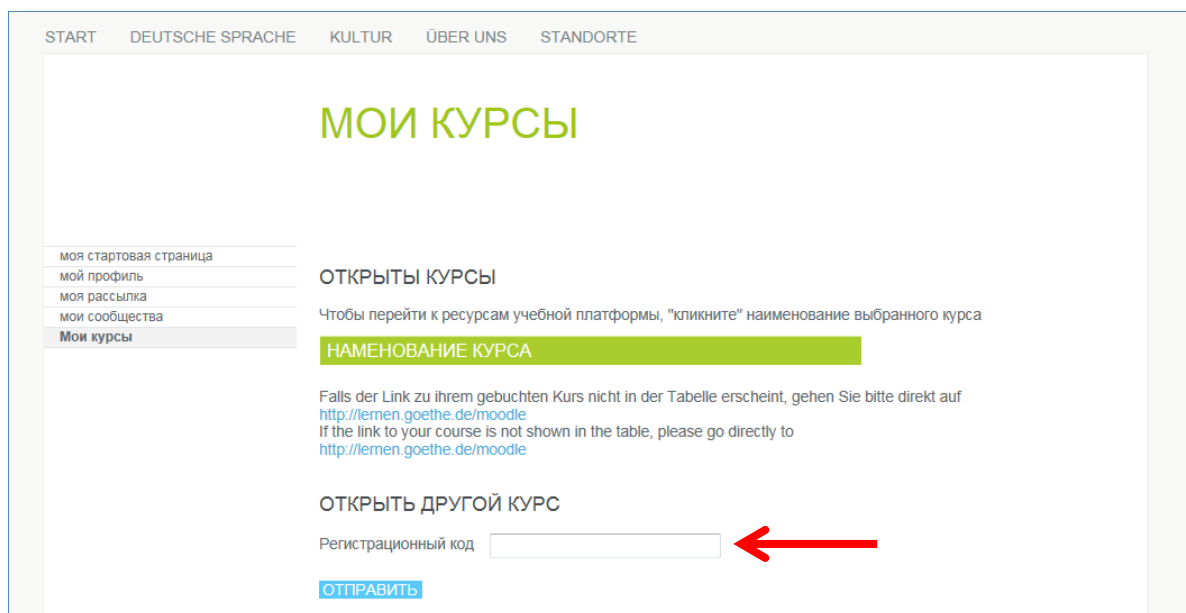 START DEUTSCHE SPRACHE KULTUR ÜBER UNS STANDORTE
МОИ КУРСЫ
моя стартовая страница
мой профиль
моя рассылка
мои сообщества
Мои курсы
ОТКРЫТЫ КУРСЫ
Чтобы перейти к ресурсам учебной платформы, "кликните" наименование выбранного курса
НАМЕНОВАНИЕ КУРСА
Falls der Link zu ihrem gebuchten Kurs nicht in der Tabelle erscheint, gehen Sie bitte direkt auf
http://lernen.goethe.de/moodle
If the link to your course is not shown in the table, please go directly to
http://lernen.goethe.de/moodle
ОТКРЫТЬ ДРУГОЙ КУРС
Регистрационный код
ОТПРАВИТЬ